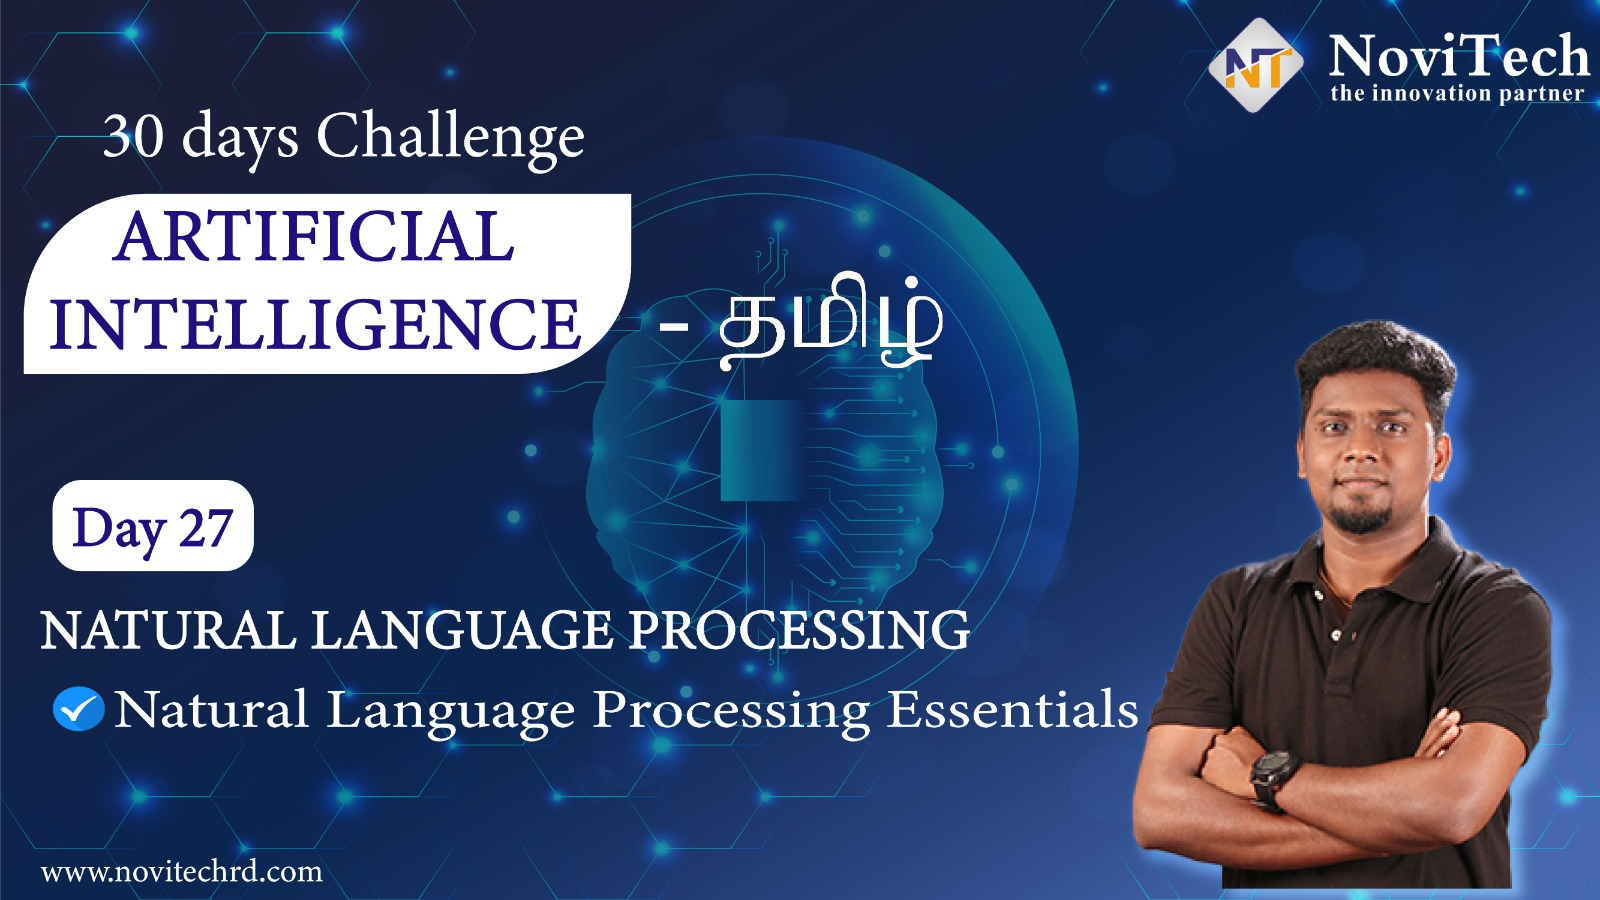 NT
NoviTech
the innovation partner
30 days Challenge
ARTIFICIAL
INTELLIGENCE
- தமிழ்
Day 27
NATURAL LANGUAGE PROCESSING
Natural Language Processing Essentials
www.novitechrd.com